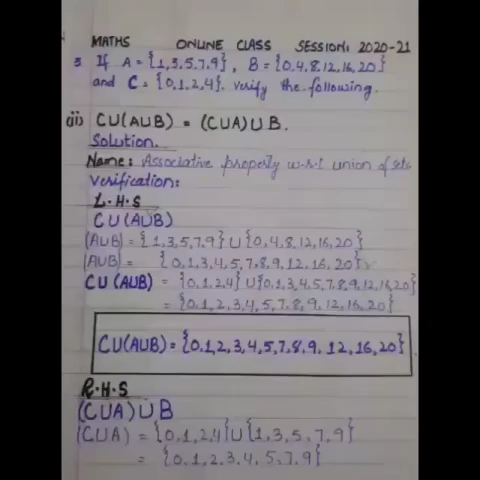 MATHS ONLINE CLASS SESSION: 2020-21
3. If A = {1,3,5,7,9}, B = {0,4,8,12,16,20}
and C = {0,1,2,4}. verify the following.
(ii) CU(AUB) = (CUA)UB.
Solution.
Name: Associative property w.r.t union of sets
Verification:
L.H.S
CU(AUB)
(AUB) = {1,3,5,7,9} U {0,4,8,12,16,20}
(AUB) = {0,1,3,4,5,7,8,9,12,16,20}
CU(AUB) = {0,1,2,4} U {0,1,3,4,5,7,8,9,12,16,20}
= {0,1,2,3,4,5,7,8,9,12,16,20}
CU(AUB) = {0,1,2,3,4,5,7,8,9,12,16,20}
R.H.S
(CUA)UB
(CUA) = {0,1,2,4} U {1,3,5,7,9}
= {0,1,2,3,4,5,7,9}